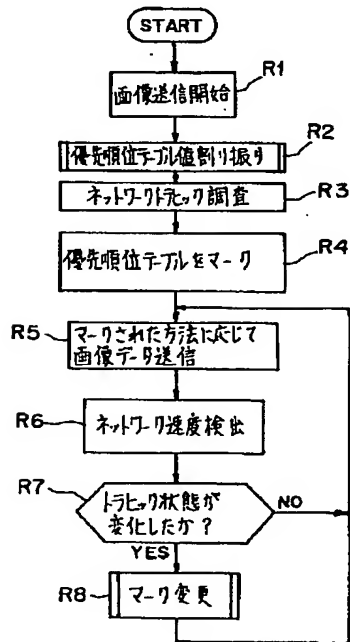 START
R1
画像送信開始
R2
優先順位テーブル値割り振り
R3
ネットワークトラヒック調査
R4
優先順位テーブルをマーク
R5
マークされた方法に応じて
画像データ送信
R6
ネットワーク速度検出
R7
トラヒック状態が
変化したか?
NO
YES
R8
マーク変更